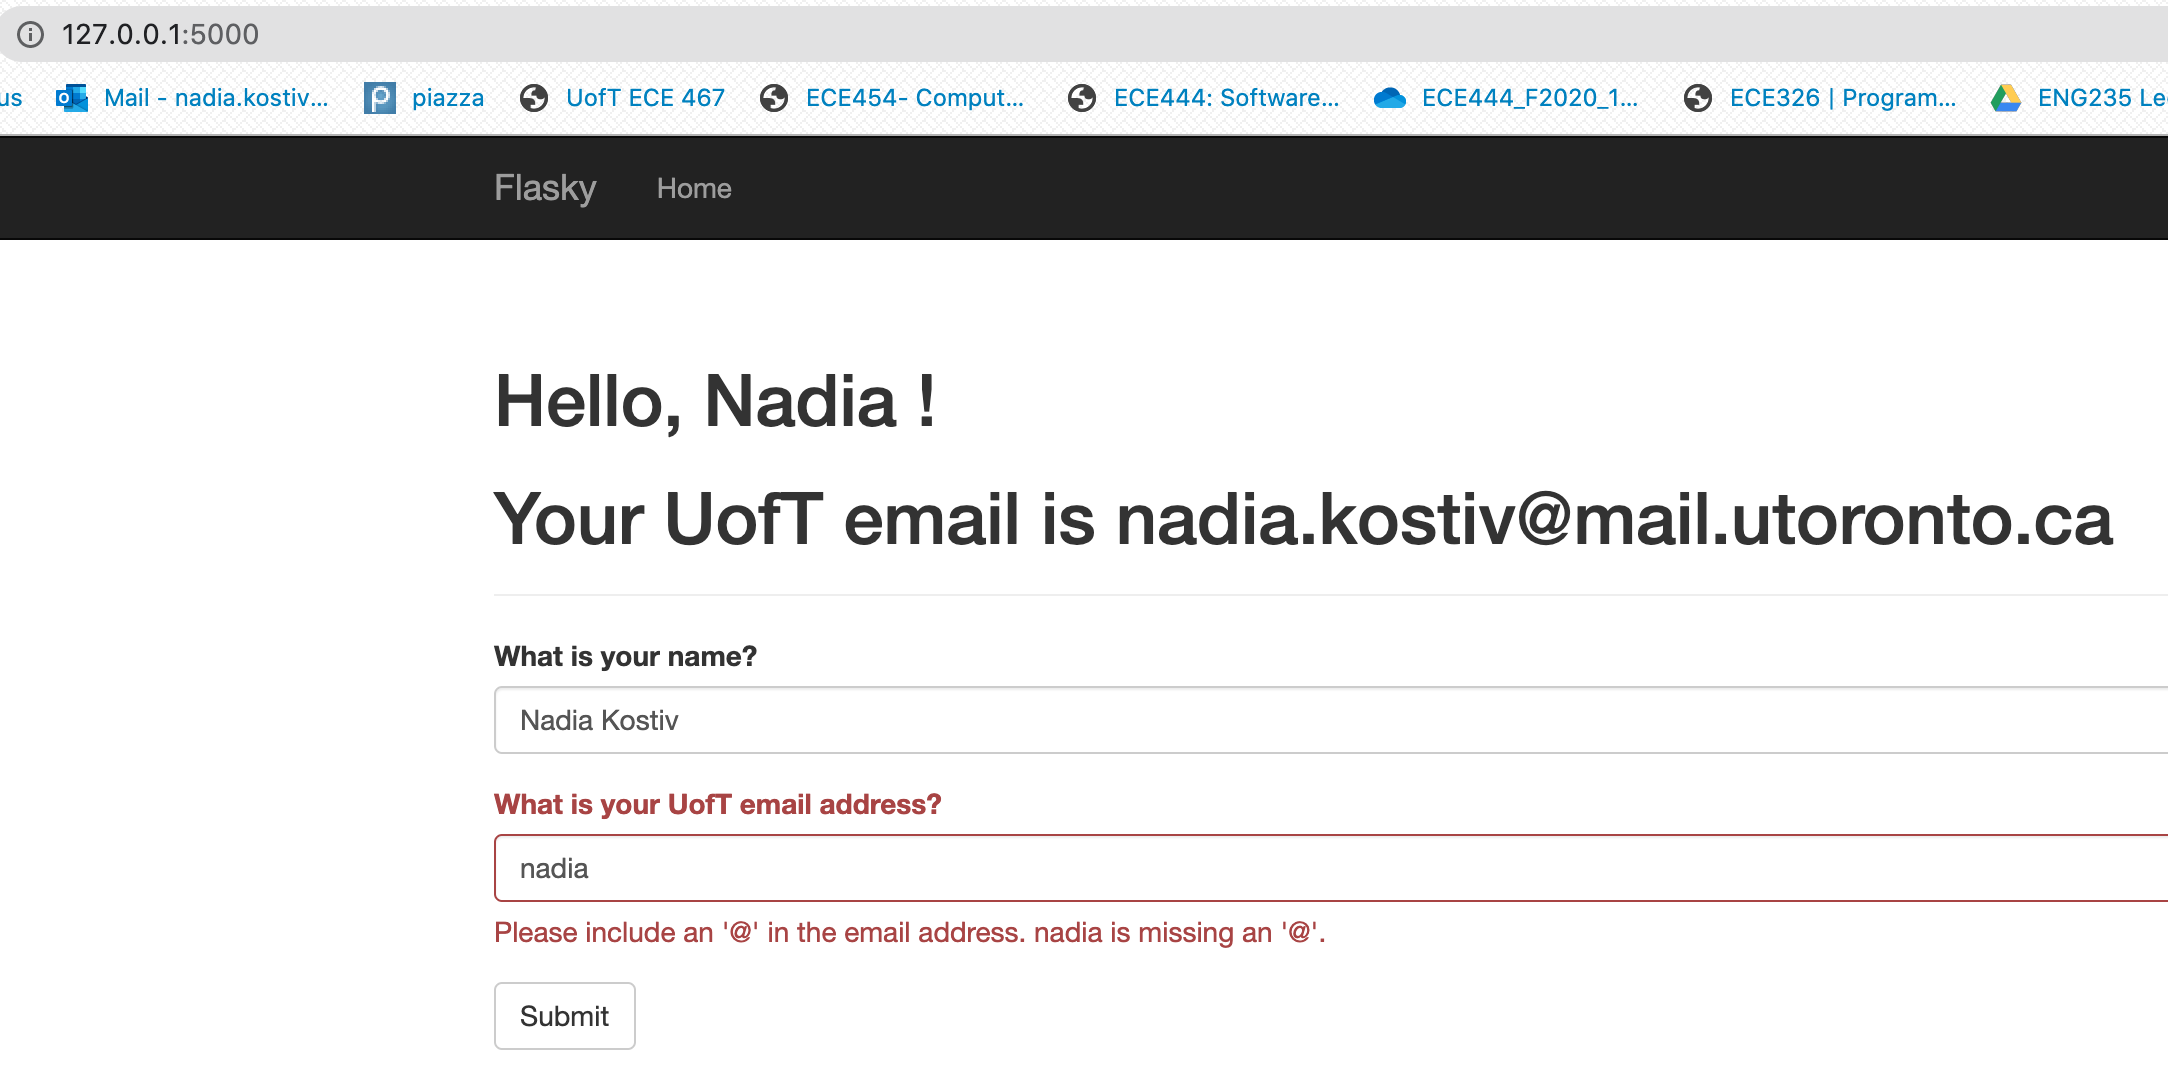 127.0.0.1:5000
us Mail - nadia.kostiv... piazza UofT ECE 467 ECE454- Comput... ECE444: Software... ECE444_F2020_1... ECE326 | Program... ENG235 Le
Flasky Home
Hello, Nadia !
Your UofT email is nadia.kostiv@mail.utoronto.ca
What is your name?
Nadia Kostiv
What is your UofT email address?
nadia
Please include an '@' in the email address. nadia is missing an '@'.
Submit